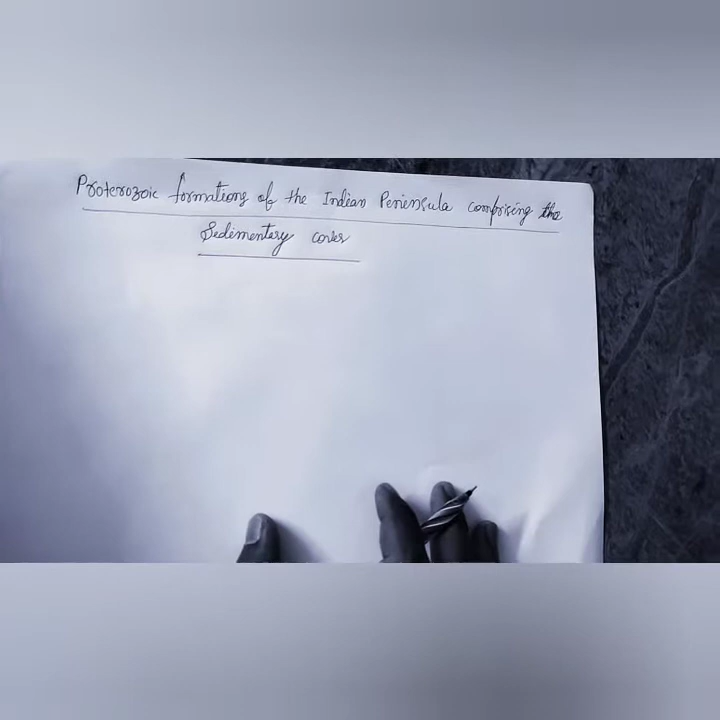 Proterozoic formations of the Indian Peninsula comprising the
Sedimentary cover